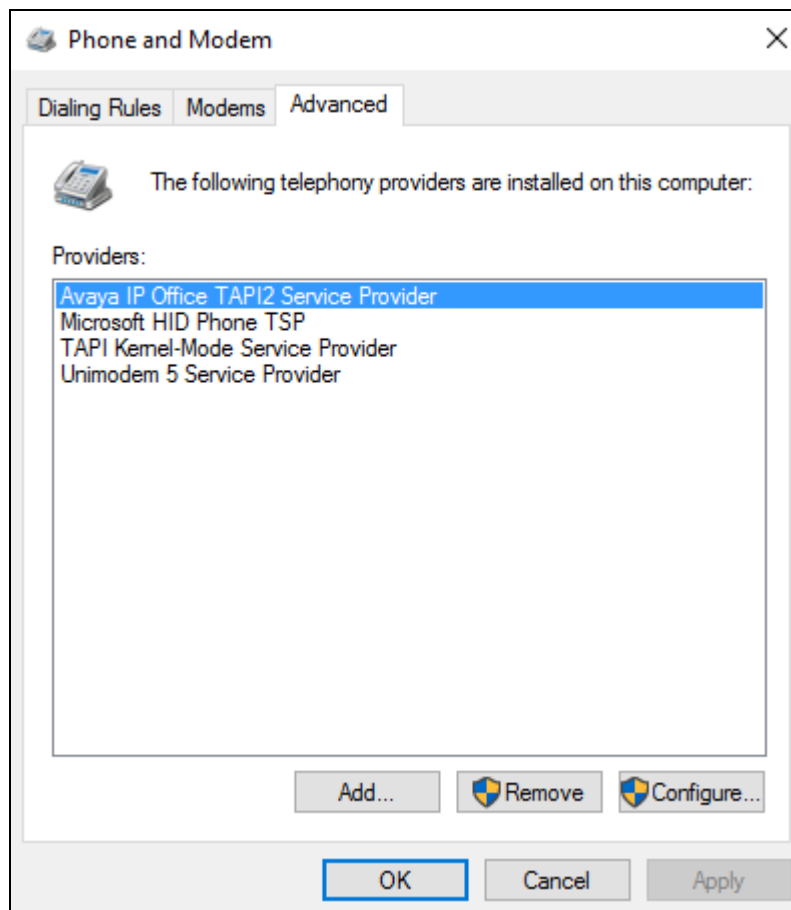 Phone and Modem
Dialing Rules Modems Advanced
The following telephony providers are installed on this computer:
Providers:
Avaya IP Office TAPI2 Service Provider
Microsoft HID Phone TSP
TAPI Kernel-Mode Service Provider
Unimodem 5 Service Provider
Add... Remove Configure...
OK Cancel Apply